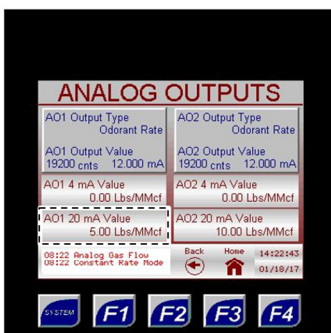 ANALOG OUTPUTS
AO1 Output Type
Odorant Rate
AO1 Output Value
19200 cnts 12.000 mA
AO2 Output Type
Odorant Rate
AO2 Output Value
19200 cnts 12.000 mA
AO1 4 mA Value
0.00 Lbs/MMcf
AO2 4 mA Value
0.00 Lbs/MMcf
AO1 20 mA Value
5.00 Lbs/MMcf
AO2 20 mA Value
10.00 Lbs/MMcf
08:22 Analog Gas Flow
08:22 Constant Rate Mode
Back
Home
14:22:43
01/18/17
SYSTEM F1 F2 F3 F4